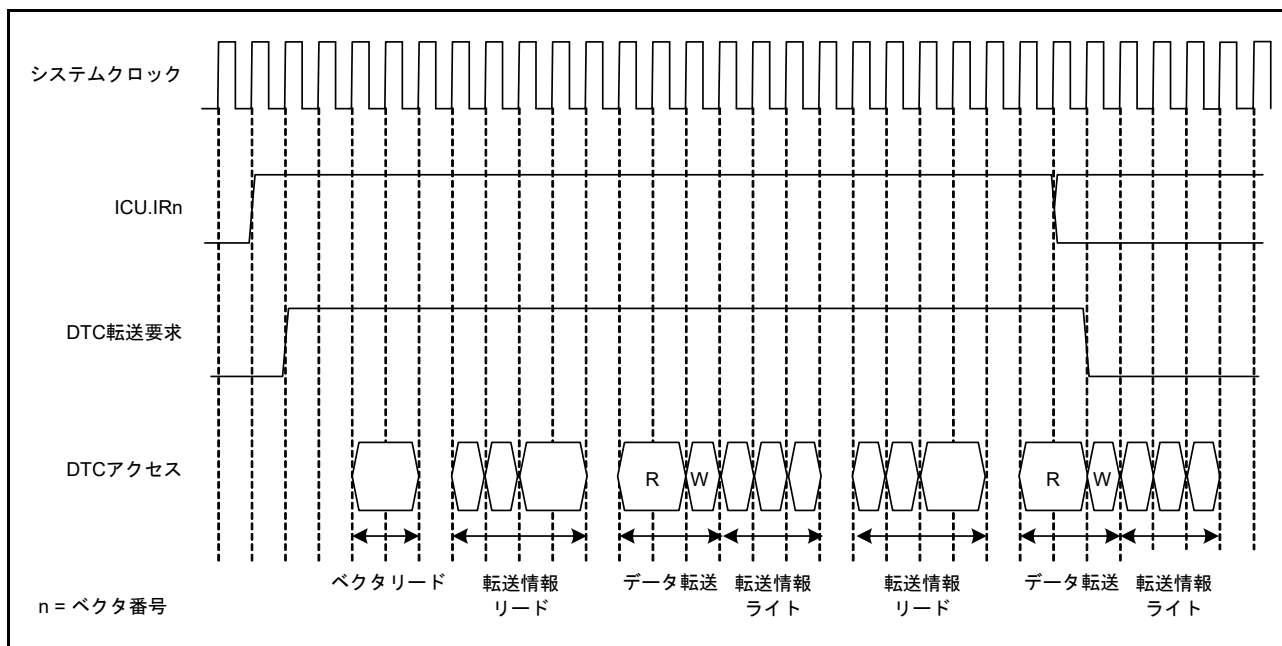 システムクロック
ICU.IRn
DTC転送要求
DTCアクセス
R
W
R
W
ベクタリード
転送情報
リード
データ転送
転送情報
ライト
転送情報
リード
データ転送
転送情報
ライト
n = ベクタ番号